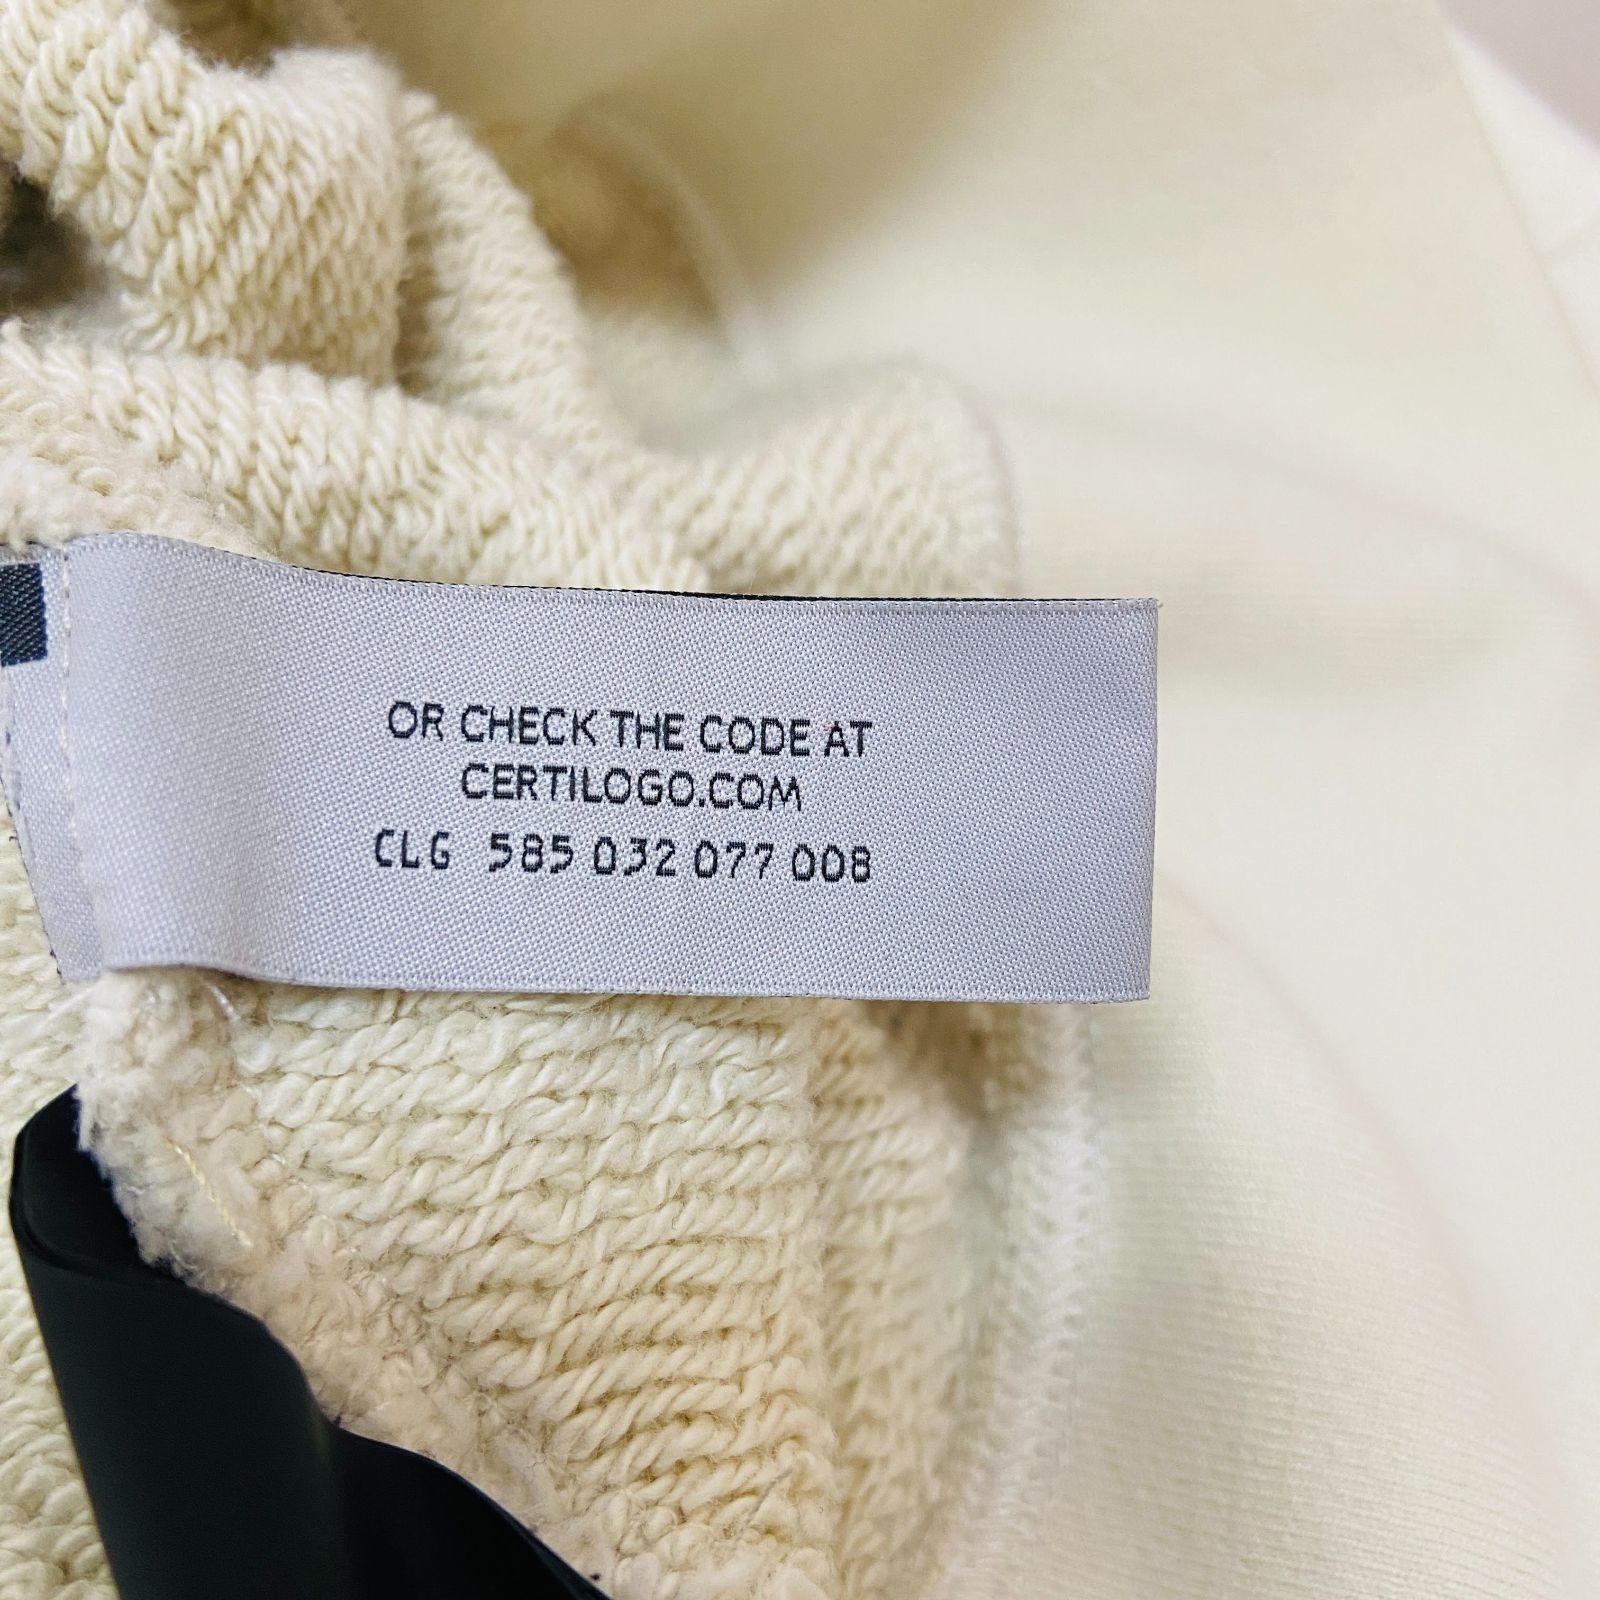 OR CHECK THE CODE AT
CERTILOGO.COM
CLG 585 032 077 008